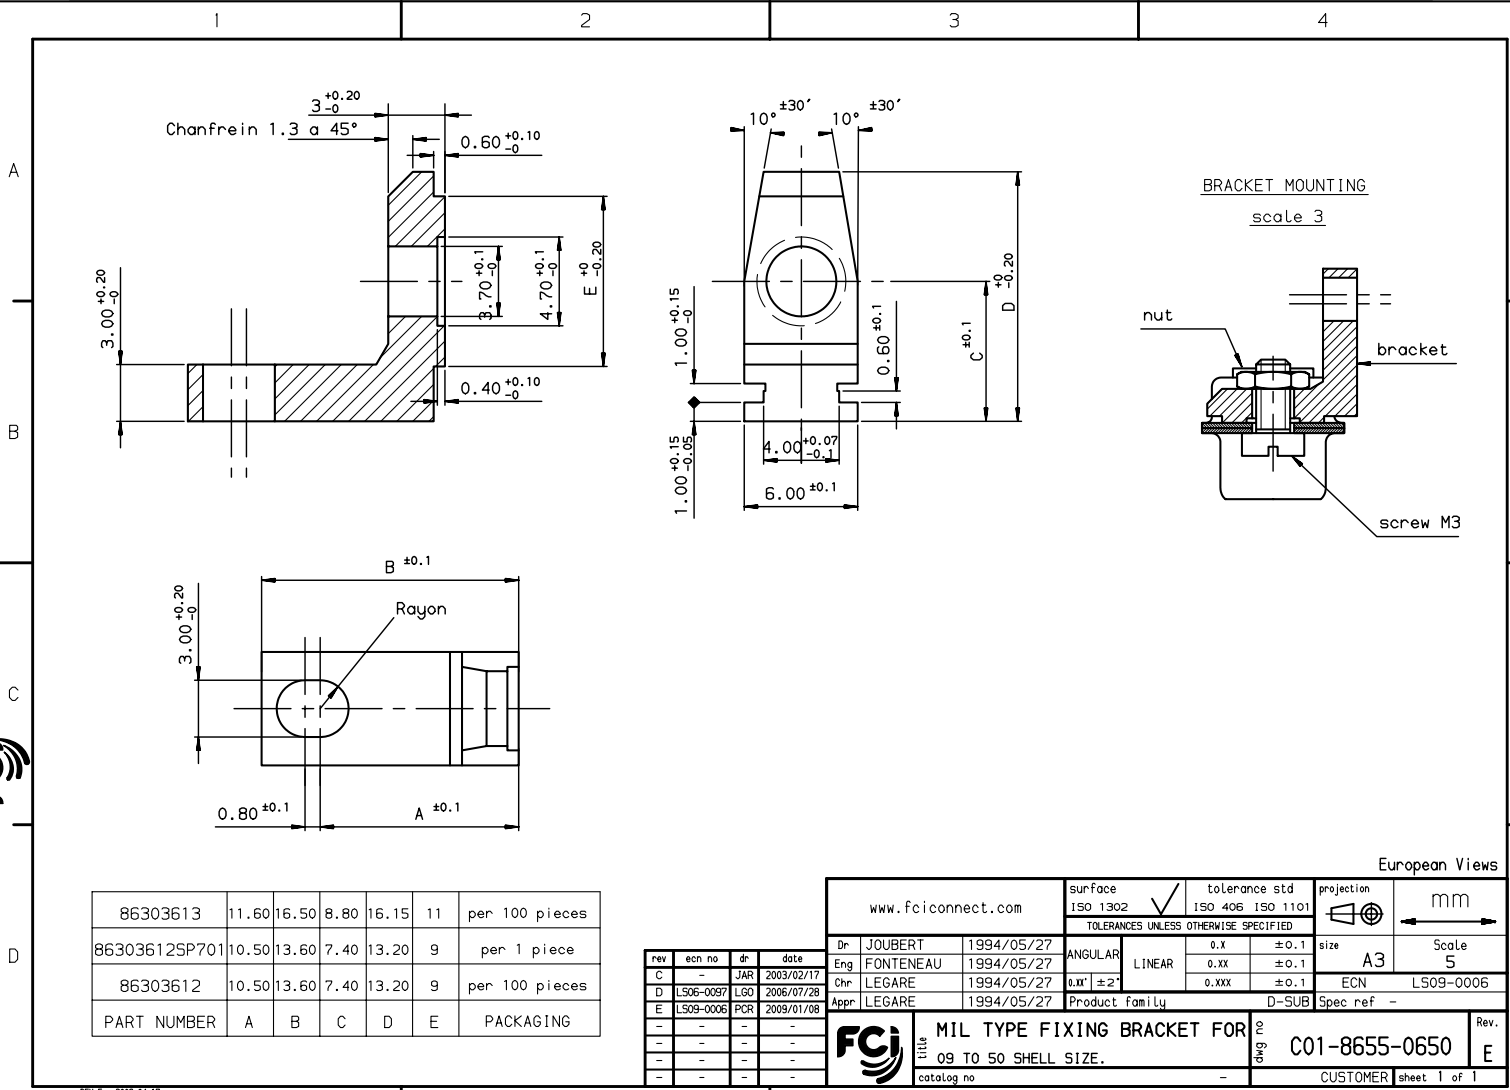 1 2 3 4
A
B
C
D
3 +0.20 -0
Chanfrein 1.3 a 45°
0.60 +0.10 -0
3.00 +0.20 -0
3.70 +0.1 -0
4.70 +0.1 -0
E +0 -0.20
0.40 +0.10 -0
10° ±30′
10° ±30′
1.00 +0.15 -0
0.60 ±0.1
C ±0.1
D +0 -0.20
1.00 +0.15 -0.05
4.00 +0.07 -0.1
6.00 ±0.1
BRACKET MOUNTING
scale 3
nut
bracket
screw M3
B ±0.1
Rayon
3.00 +0.20 -0
0.80 ±0.1
A ±0.1
European Views
86303613 11.60 16.50 8.80 16.15 11 per 100 pieces
86303612SP701 10.50 13.60 7.40 13.20 9 per 1 piece
86303612 10.50 13.60 7.40 13.20 9 per 100 pieces
PART NUMBER A B C D E PACKAGING
rev ecn no dr date
C - JAR 2003/02/17
D LS06-0097 LGO 2006/07/28
E LS09-0006 PCR 2009/01/08
- - - -
- - - -
- - - -
- - - -
www.fciconnect.com
surface
ISO 1302
tolerance std
ISO 406 ISO 1101
projection
mm
TOLERANCES UNLESS OTHERWISE SPECIFIED
Dr JOUBERT 1994/05/27
Eng FONTENEAU 1994/05/27
Chr LEGARE 1994/05/27
Appr LEGARE 1994/05/27
ANGULAR
0.XX° ±2°
LINEAR
0.X ±0.1
0.XX ±0.1
0.XXX ±0.1
size A3
Scale 5
ECN LS09-0006
Product family D-SUB
Spec ref -
FCi
title
MIL TYPE FIXING BRACKET FOR
09 TO 50 SHELL SIZE.
dwg no
C01-8655-0650
Rev.
E
catalog no -
CUSTOMER
sheet 1 of 1